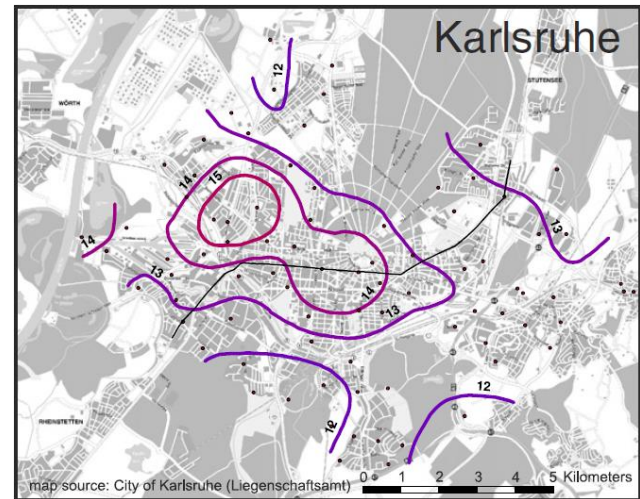 Karlsruhe
12
STUTENSEE
WÖRTH
14
15
13
14
13
14
13
12
12
RHEINSTETTEN
map source: City of Karlsruhe (Liegenschaftsamt)
0 1 2 3 4 5 Kilometers